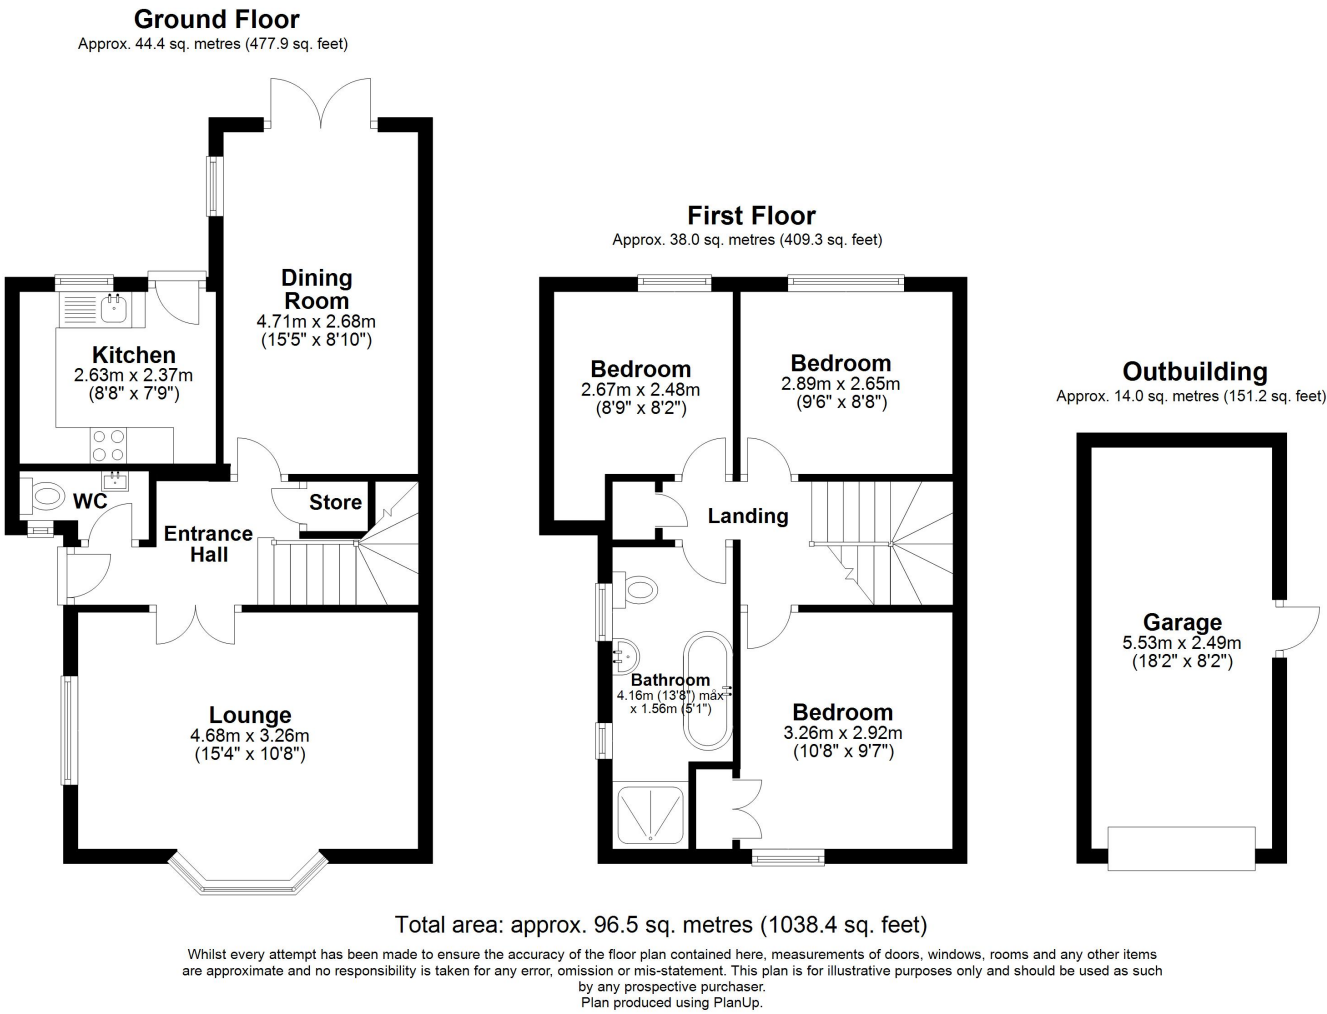 Ground Floor
Approx. 44.4 sq. metres (477.9 sq. feet)
Dining
Room
4.71m x 2.68m
(15'5" x 8'10")
Kitchen
2.63m x 2.37m
(8'8" x 7'9")
WC
Store
Entrance
Hall
Lounge
4.68m x 3.26m
(15'4" x 10'8")
First Floor
Approx. 38.0 sq. metres (409.3 sq. feet)
Bedroom
2.67m x 2.48m
(8'9" x 8'2")
Bedroom
2.89m x 2.65m
(9'6" x 8'8")
Landing
Bathroom
4.16m (13'8") max
x 1.56m (5'1")
Bedroom
3.26m x 2.92m
(10'8" x 9'7")
Outbuilding
Approx. 14.0 sq. metres (151.2 sq. feet)
Garage
5.53m x 2.49m
(18'2" x 8'2")
Total area: approx. 96.5 sq. metres (1038.4 sq. feet)
Whilst every attempt has been made to ensure the accuracy of the floor plan contained here, measurements of doors, windows, rooms and any other items
are approximate and no responsibility is taken for any error, omission or mis-statement. This plan is for illustrative purposes only and should be used as such
by any prospective purchaser.
Plan produced using PlanUp.